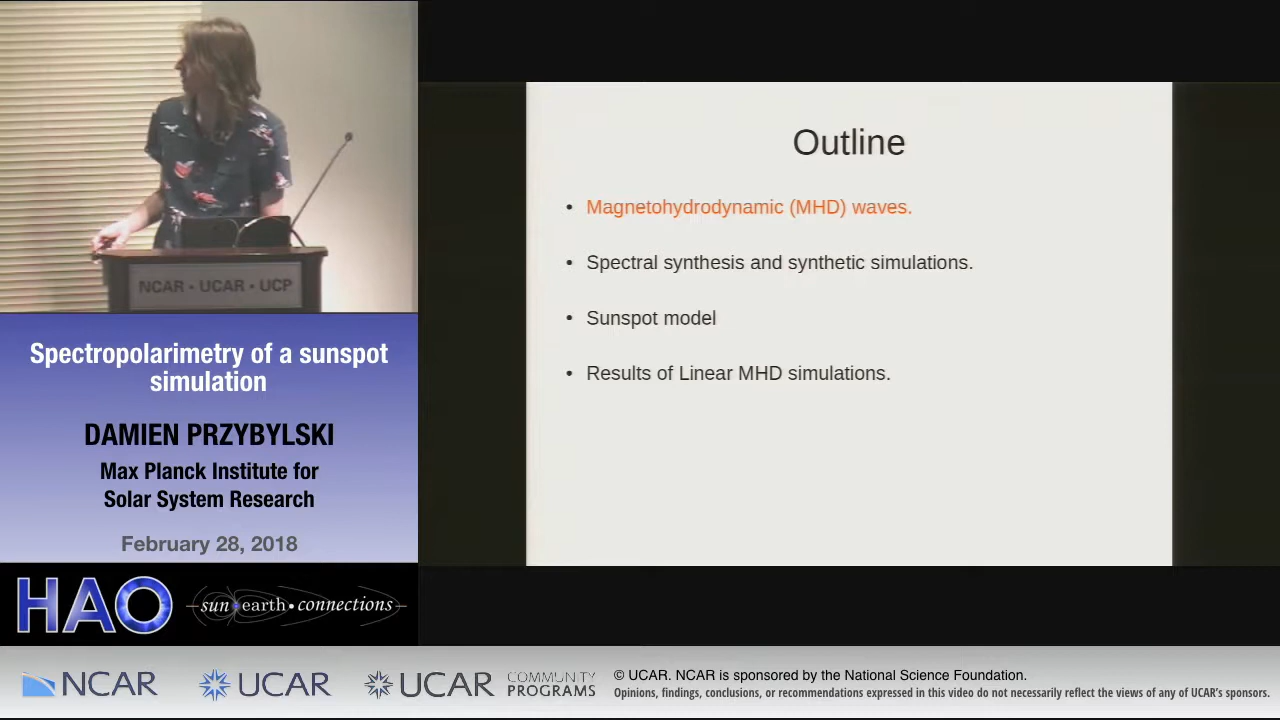 NCAR • UCAR • UCP
Spectropolarimetry of a sunspot
simulation
DAMIEN PRZYBYLSKI
Max Planck Institute for
Solar System Research
February 28, 2018
HAO
sun•earth•connections
Outline
• Magnetohydrodynamic (MHD) waves.
• Spectral synthesis and synthetic simulations.
• Sunspot model
• Results of Linear MHD simulations.
NCAR
UCAR
UCAR
COMMUNITY
PROGRAMS
© UCAR. NCAR is sponsored by the National Science Foundation.
Opinions, findings, conclusions, or recommendations expressed in this video do not necessarily reflect the views of any of UCAR's sponsors.